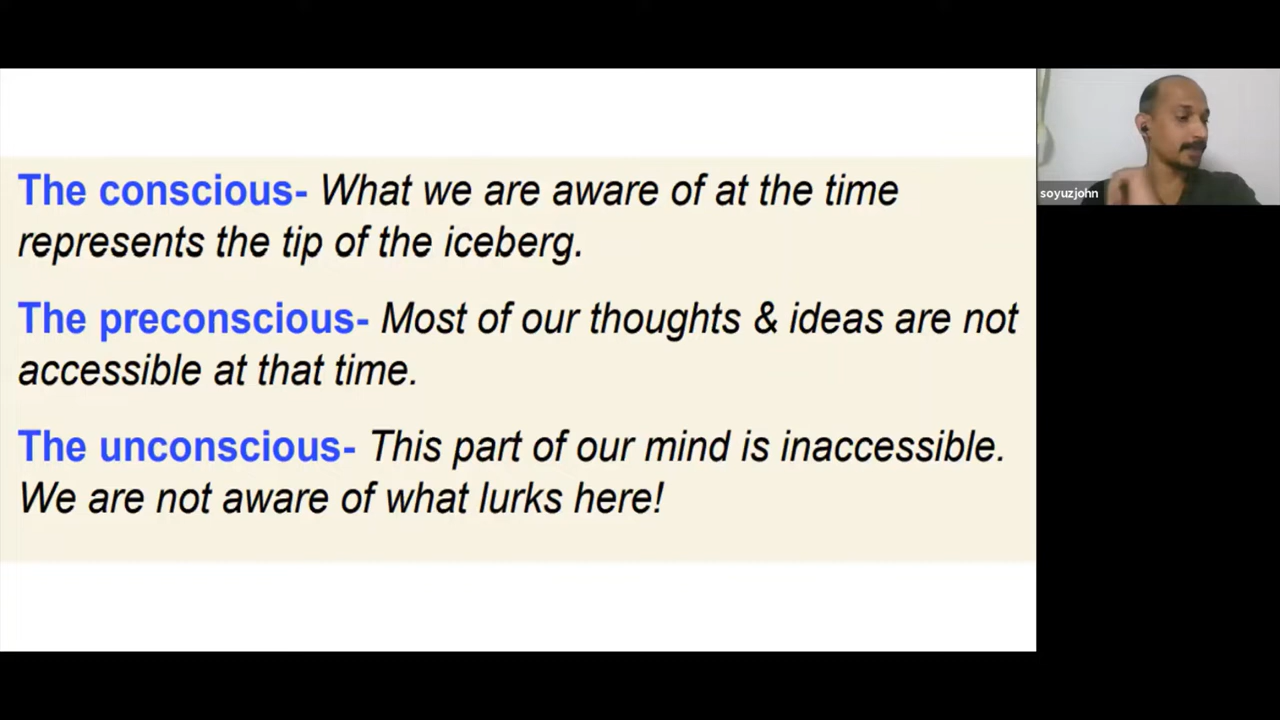 The conscious- What we are aware of at the time
represents the tip of the iceberg.
The preconscious- Most of our thoughts & ideas are not
accessible at that time.
The unconscious- This part of our mind is inaccessible.
We are not aware of what lurks here!
soyuzjohn